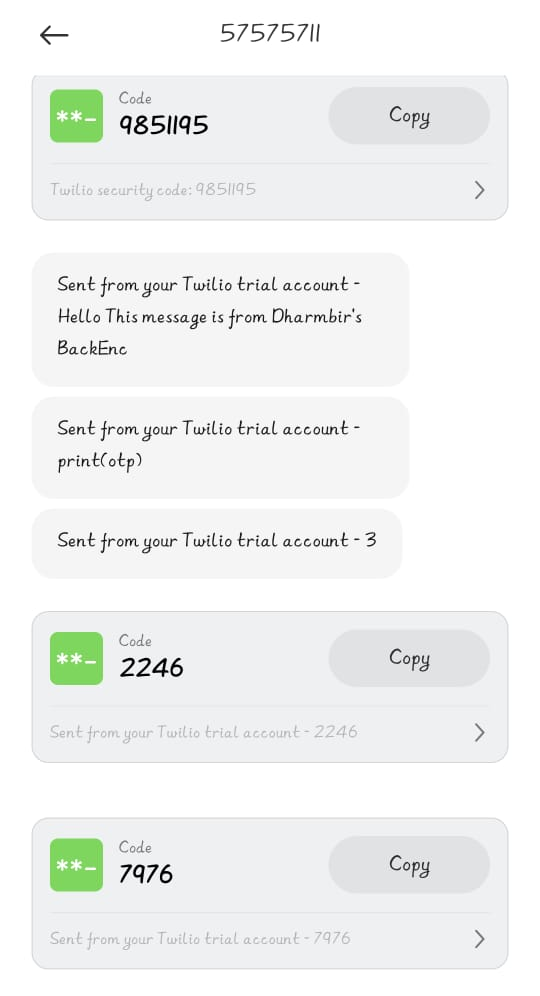 57575711
Code
9851195
Copy
Twilio security code: 9851195
Sent from your Twilio trial account -
Hello This message is from Dharmbir's
BackEnc
Sent from your Twilio trial account -
print(otp)
Sent from your Twilio trial account - 3
**_
Code
2246
Copy
Sent from your Twilio trial account - 2246
**_
Code
7976
Copy
Sent from your Twilio trial account - 7976